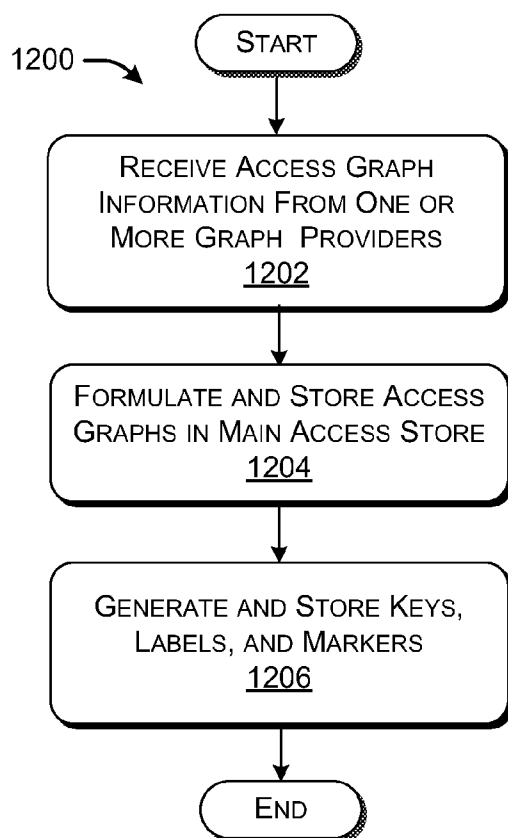 START
1200
RECEIVE ACCESS GRAPH
INFORMATION FROM ONE OR
MORE GRAPH PROVIDERS
1202
FORMULATE AND STORE ACCESS
GRAPHS IN MAIN ACCESS STORE
1204
GENERATE AND STORE KEYS,
LABELS, AND MARKERS
1206
END